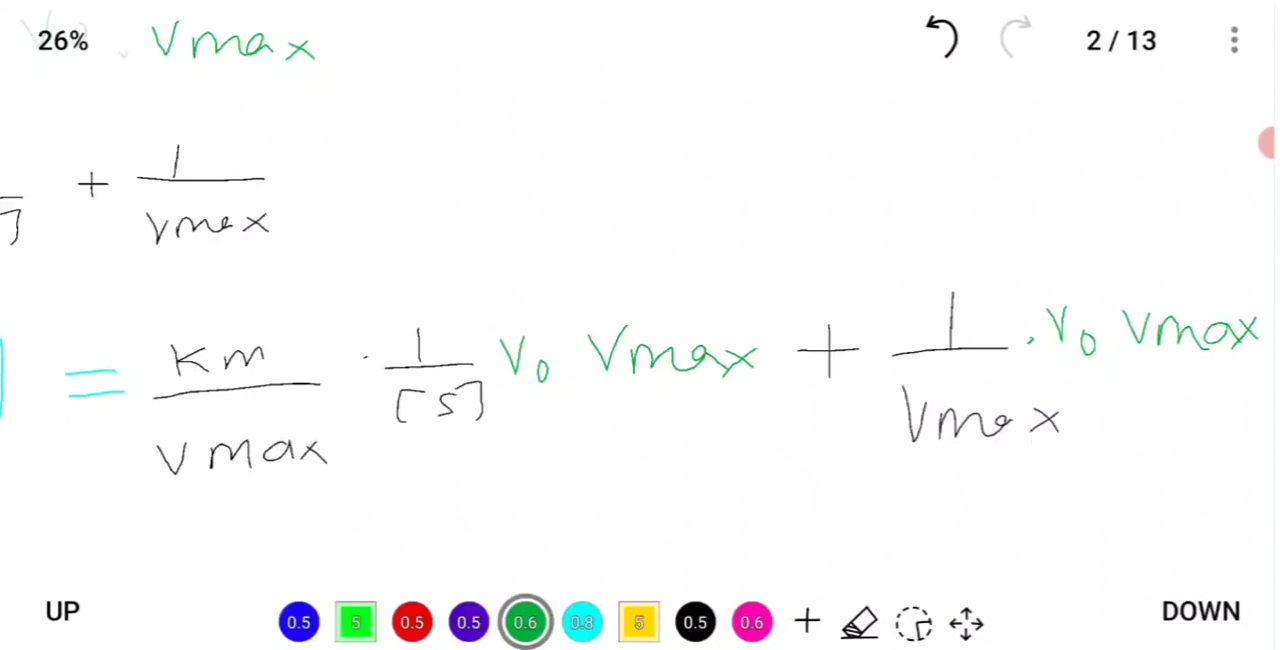 26% . Vmax 2 / 13
+ 1/Vmax
= Km/Vmax · 1/[S] V₀ Vmax + 1/Vmax . V₀ Vmax
UP 0.5 5 0.5 0.5 0.6 0.8 5 0.5 0.6 + DOWN